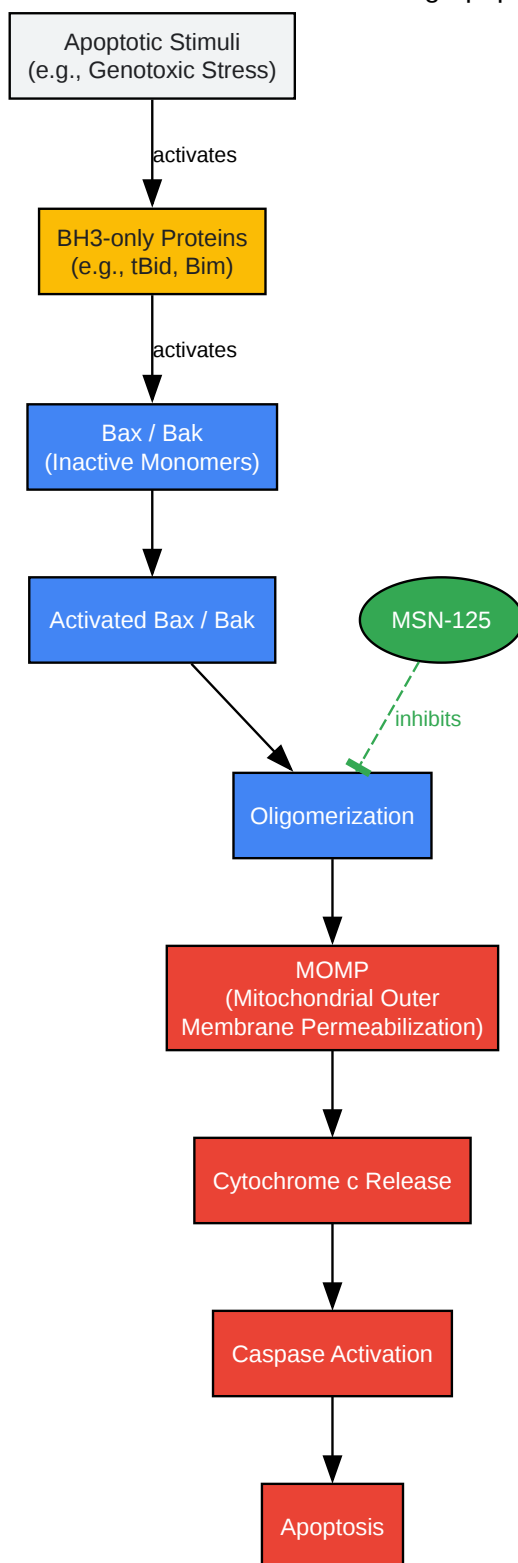 Apoptotic Stimuli
(e.g., Genotoxic Stress)
activates
BH3-only Proteins
(e.g., tBid, Bim)
activates
Bax / Bak
(Inactive Monomers)
Activated Bax / Bak
MSN-125
inhibits
Oligomerization
MOMP
(Mitochondrial Outer
Membrane Permeabilization)
Cytochrome c Release
Caspase Activation
Apoptosis